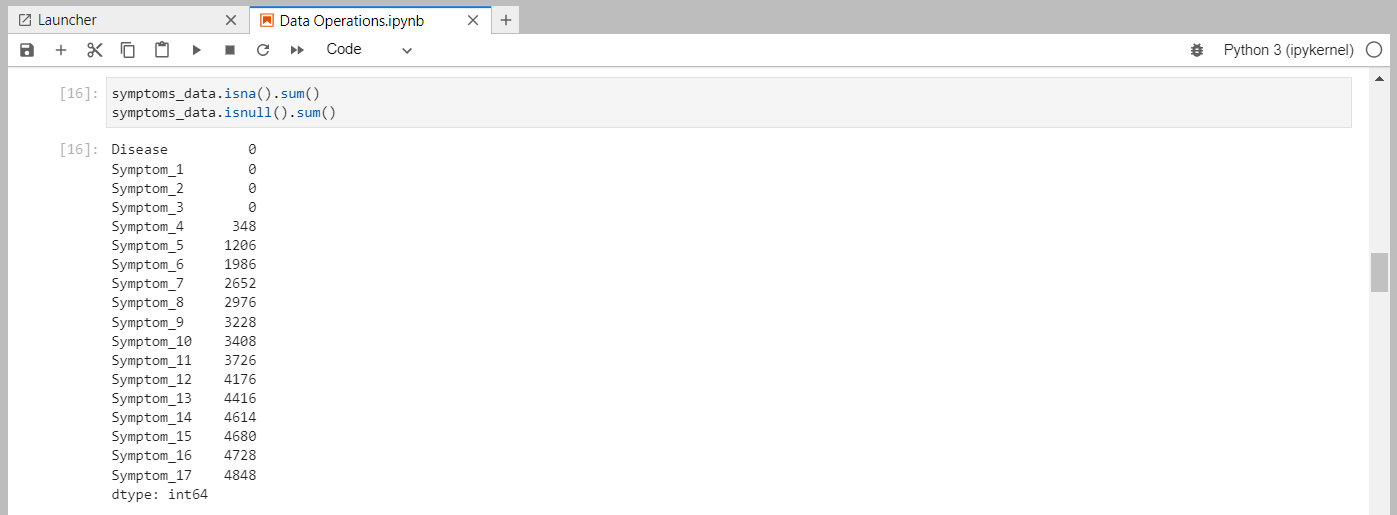 Launcher
Data Operations.ipynb
Code
Python 3 (ipykernel)
[16]: symptoms_data.isna().sum()
symptoms_data.isnull().sum()
[16]: Disease 0
Symptom_1 0
Symptom_2 0
Symptom_3 0
Symptom_4 348
Symptom_5 1206
Symptom_6 1986
Symptom_7 2652
Symptom_8 2976
Symptom_9 3228
Symptom_10 3408
Symptom_11 3726
Symptom_12 4176
Symptom_13 4416
Symptom_14 4614
Symptom_15 4680
Symptom_16 4728
Symptom_17 4848
dtype: int64